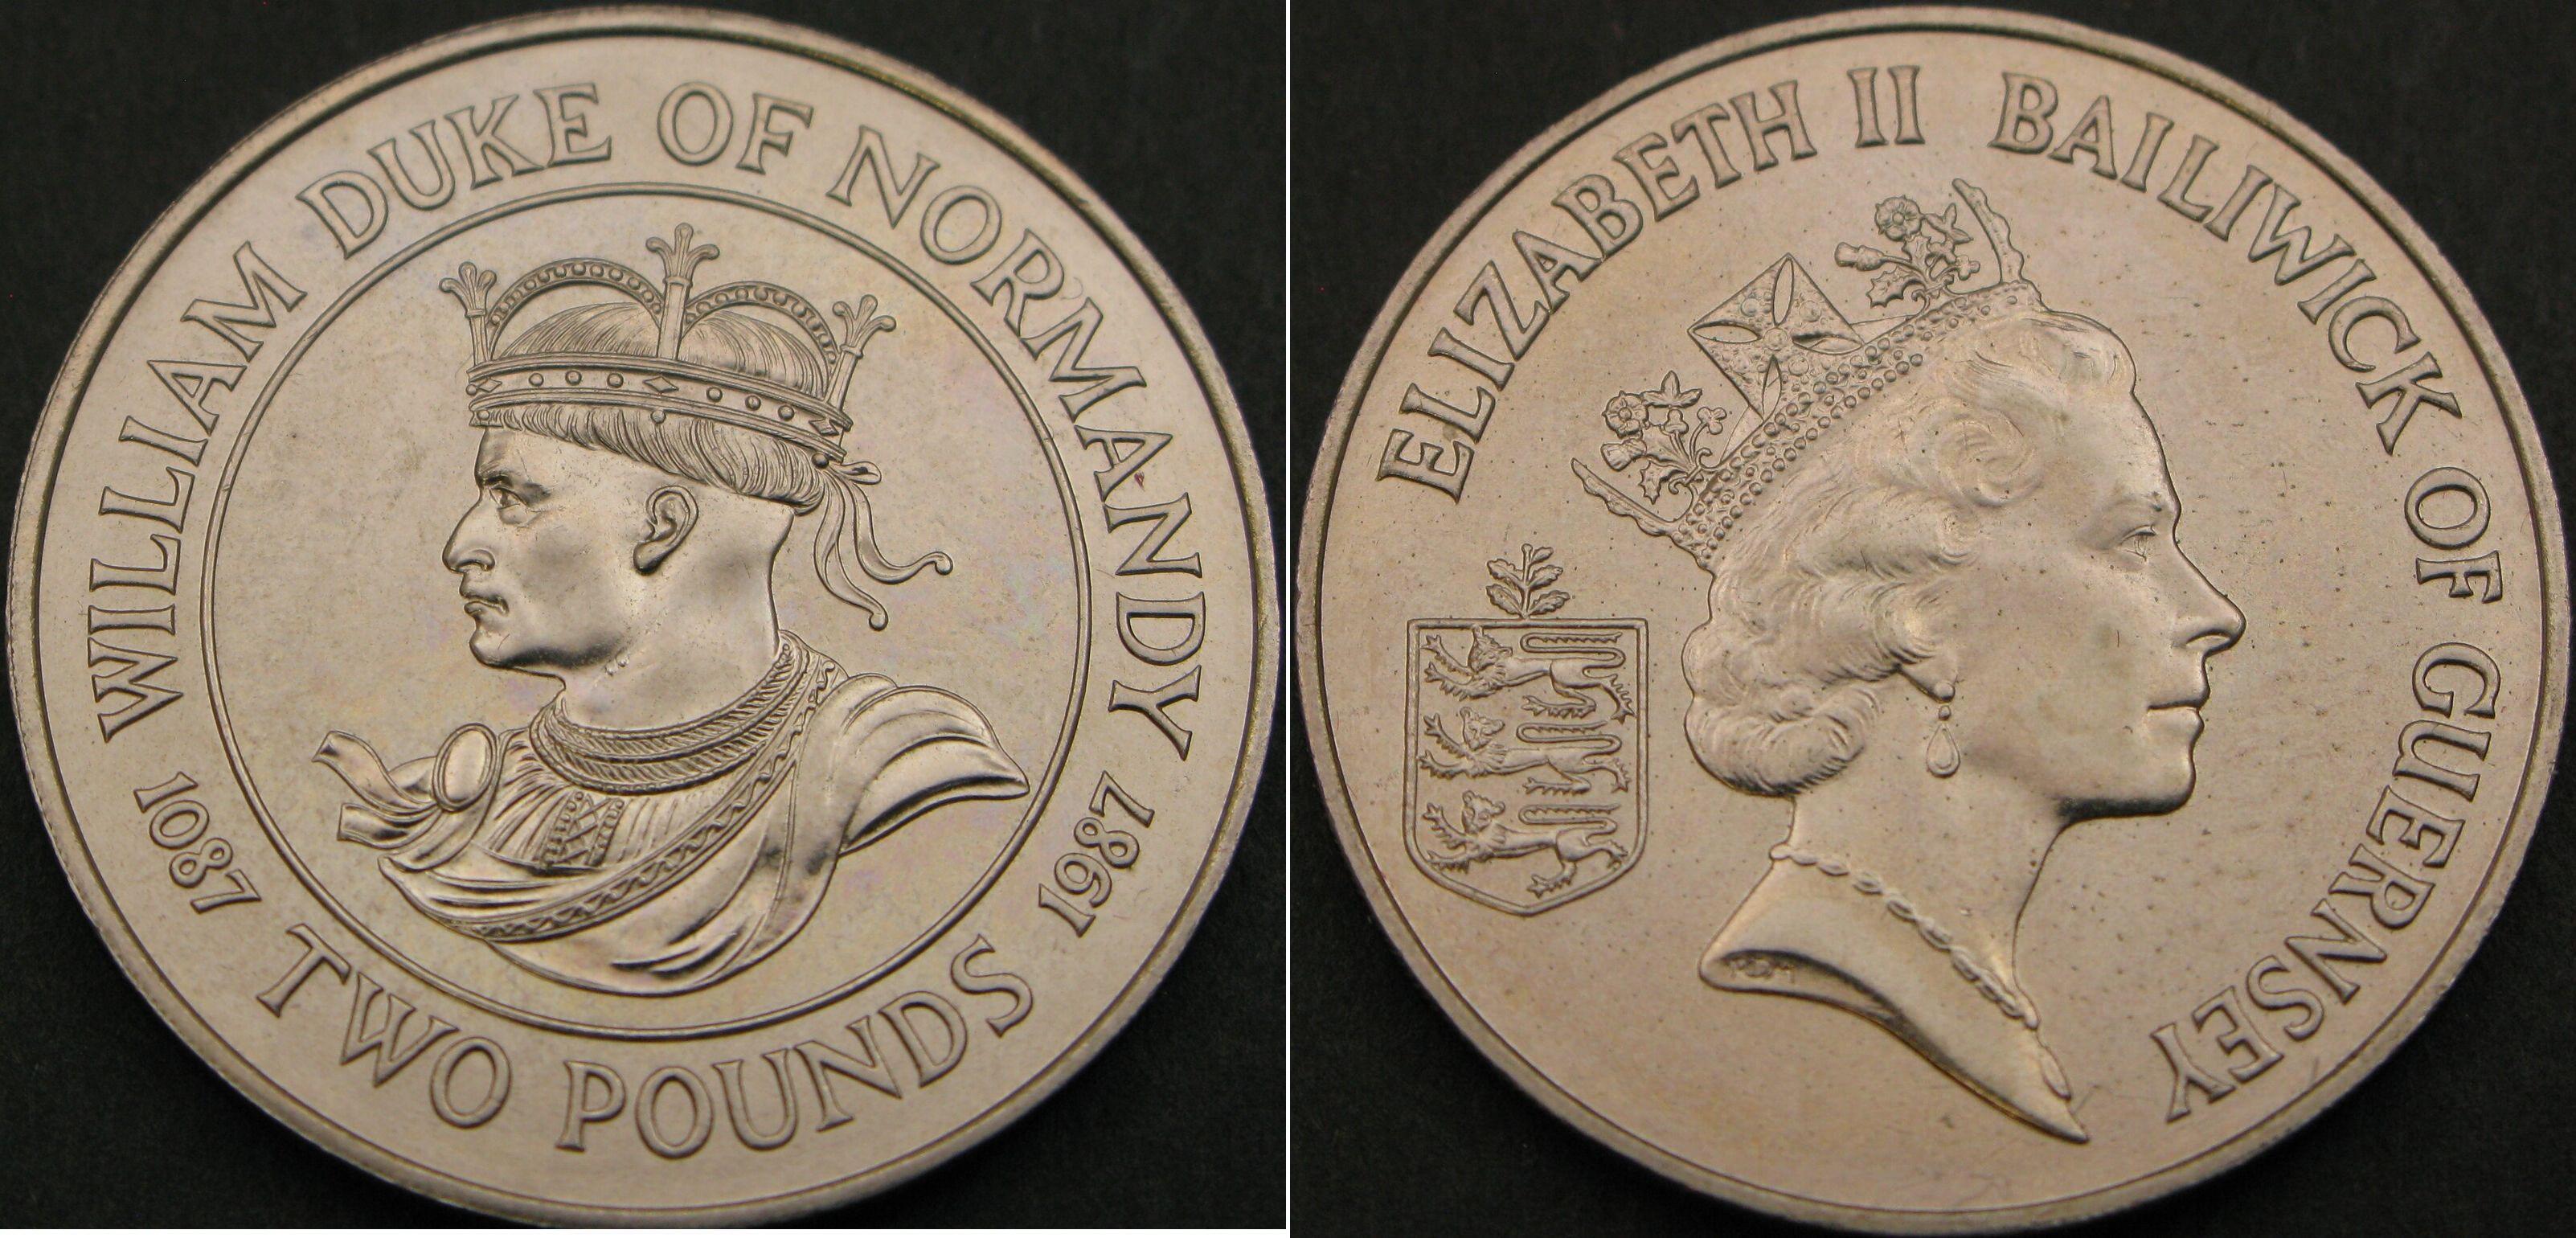 WILLIAM DUKE OF NORMANDY
1087 TWO POUNDS 1987
ELIZABETH II BAILIWICK OF GUERNSEY